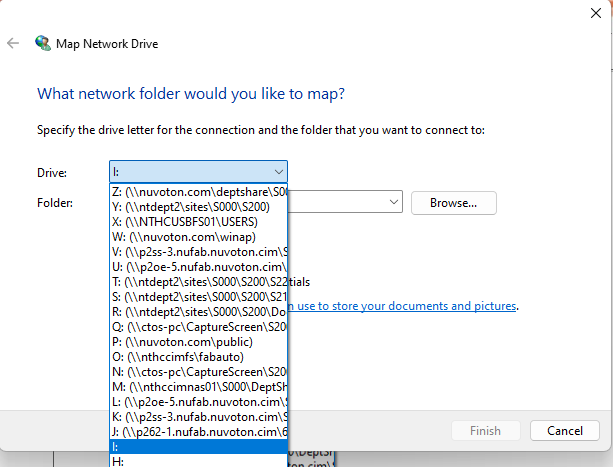 Map Network Drive
What network folder would you like to map?
Specify the drive letter for the connection and the folder that you want to connect to:
Drive:
I:
Folder:
Browse...
Z: (\\nuvoton.com\deptshare\S00
Y: (\\ntdept2\sites\S000\S200)
X: (\\NTHCUSBFS01\USERS)
W: (\\nuvoton.com\winap)
V: (\\p2ss-3.nufab.nuvoton.cim\S
U: (\\p2oe-5.nufab.nuvoton.cim\
T: (\\ntdept2\sites\S000\S200\S22
S: (\\ntdept2\sites\S000\S200\S21
R: (\\ntdept2\sites\S000\S200\Do
Q: (\\ctos-pc\CaptureScreen\S20
P: (\\nuvoton.com\public)
O: (\\nthccimfs\fabauto)
N: (\\ctos-pc\CaptureScreen\S20
M: (\\nthccimnas01\S000\DeptSh
L: (\\p2oe-5.nufab.nuvoton.cim\S
K: (\\p2ss-3.nufab.nuvoton.cim\S
J: (\\p262-1.nufab.nuvoton.cim\6
I:
H:
tials
n use to store your documents and pictures.
Finish
Cancel